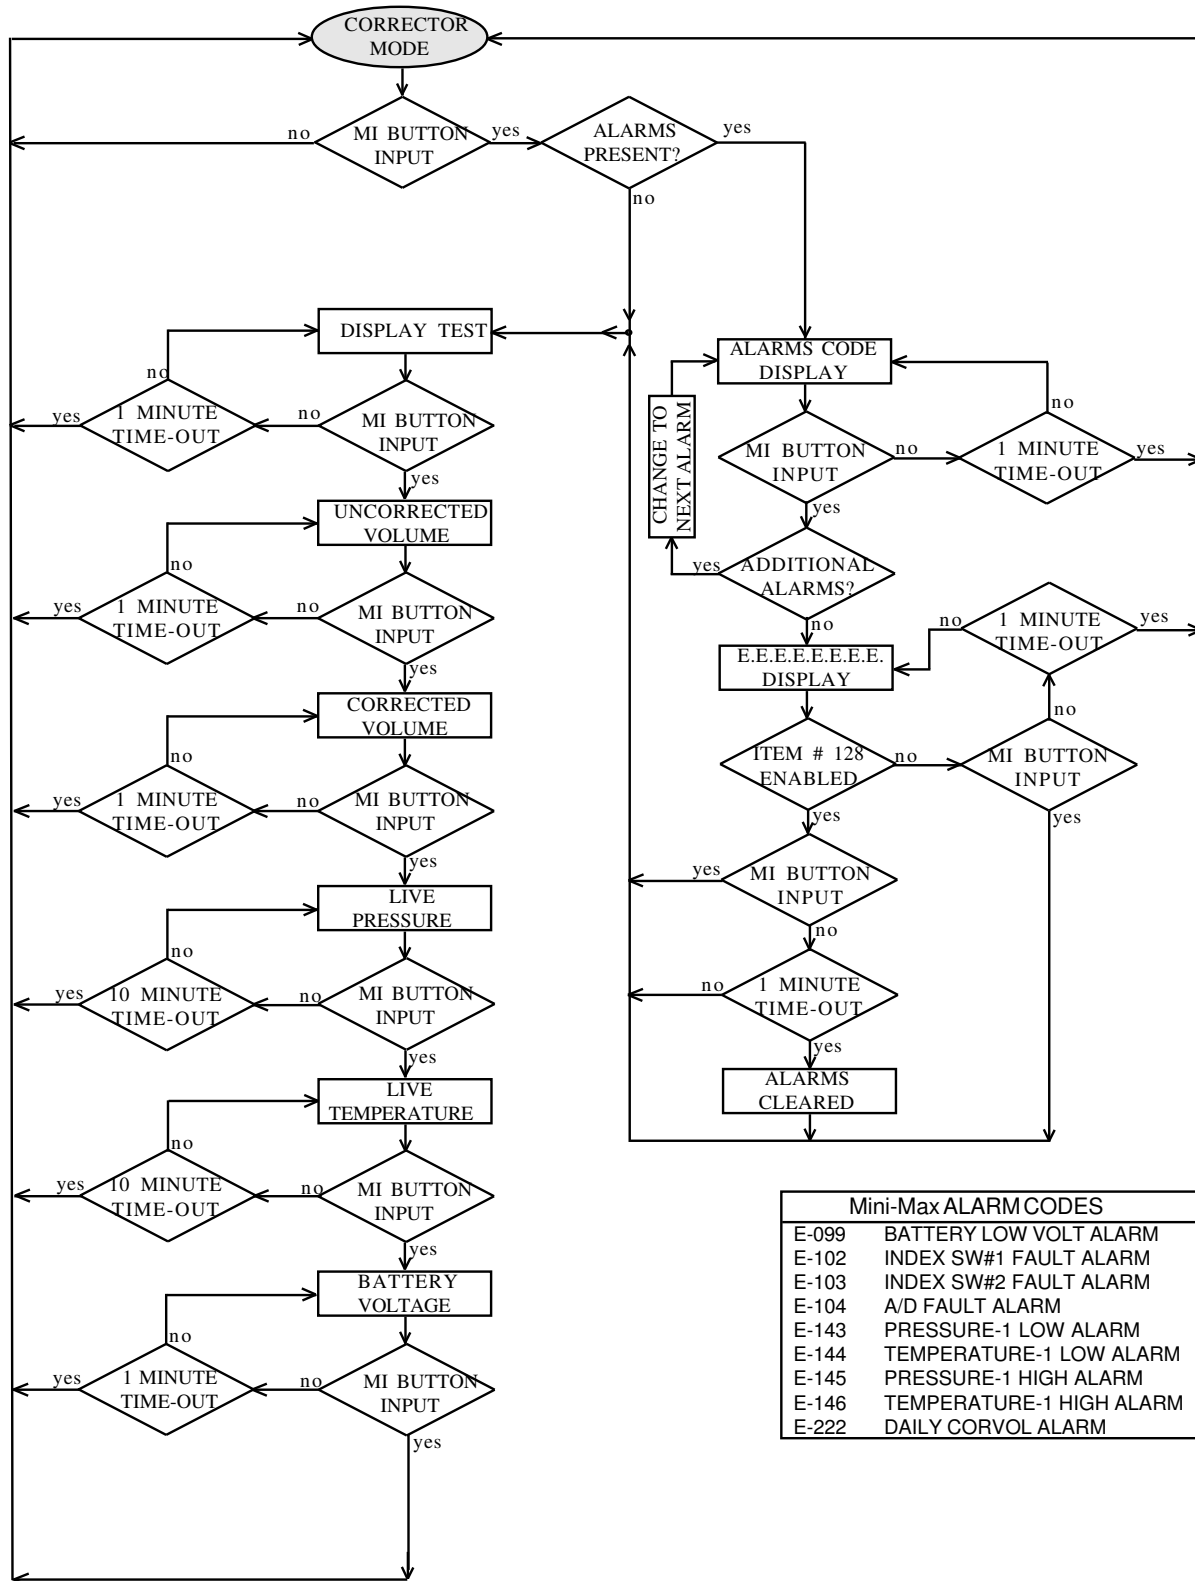 CORRECTOR
MODE
no
MI BUTTON
INPUT
yes
ALARMS
PRESENT?
yes
no
DISPLAY TEST
no
yes
1 MINUTE
TIME-OUT
no
MI BUTTON
INPUT
yes
UNCORRECTED
VOLUME
no
yes
1 MINUTE
TIME-OUT
no
MI BUTTON
INPUT
yes
CORRECTED
VOLUME
no
yes
1 MINUTE
TIME-OUT
no
MI BUTTON
INPUT
yes
LIVE
PRESSURE
no
yes
10 MINUTE
TIME-OUT
no
MI BUTTON
INPUT
yes
LIVE
TEMPERATURE
no
yes
10 MINUTE
TIME-OUT
no
MI BUTTON
INPUT
yes
BATTERY
VOLTAGE
no
yes
1 MINUTE
TIME-OUT
no
MI BUTTON
INPUT
yes
ALARMS CODE
DISPLAY
CHANGE TO
NEXT ALARM
MI BUTTON
INPUT
no
1 MINUTE
TIME-OUT
no
yes
yes
yes
ADDITIONAL
ALARMS?
no
E.E.E.E.E.E.E.E.
DISPLAY
no
1 MINUTE
TIME-OUT
yes
no
ITEM # 128
ENABLED
no
MI BUTTON
INPUT
yes
yes
yes
MI BUTTON
INPUT
no
no
1 MINUTE
TIME-OUT
yes
ALARMS
CLEARED
Mini-Max ALARM CODES
E-099 BATTERY LOW VOLT ALARM
E-102 INDEX SW#1 FAULT ALARM
E-103 INDEX SW#2 FAULT ALARM
E-104 A/D FAULT ALARM
E-143 PRESSURE-1 LOW ALARM
E-144 TEMPERATURE-1 LOW ALARM
E-145 PRESSURE-1 HIGH ALARM
E-146 TEMPERATURE-1 HIGH ALARM
E-222 DAILY CORVOL ALARM